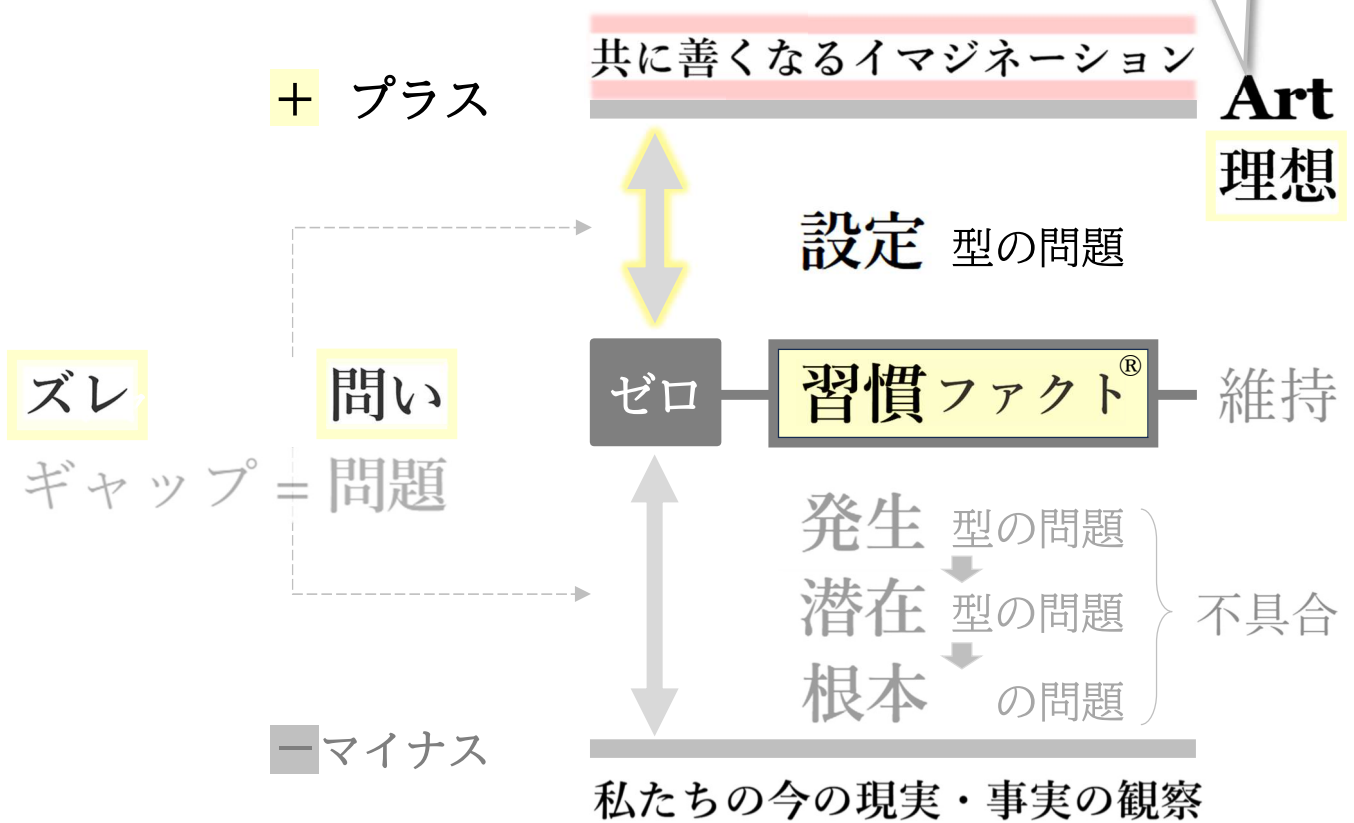 共に善くなるイマジネーション
＋ プラス
Art
理想
設定 型の問題
ズレ 問い
ゼロ 習慣ファクト® 維持
ギャップ = 問題
発生 型の問題
潜在 型の問題
不具合
根本 の問題
－マイナス
私たちの今の現実・事実の観察